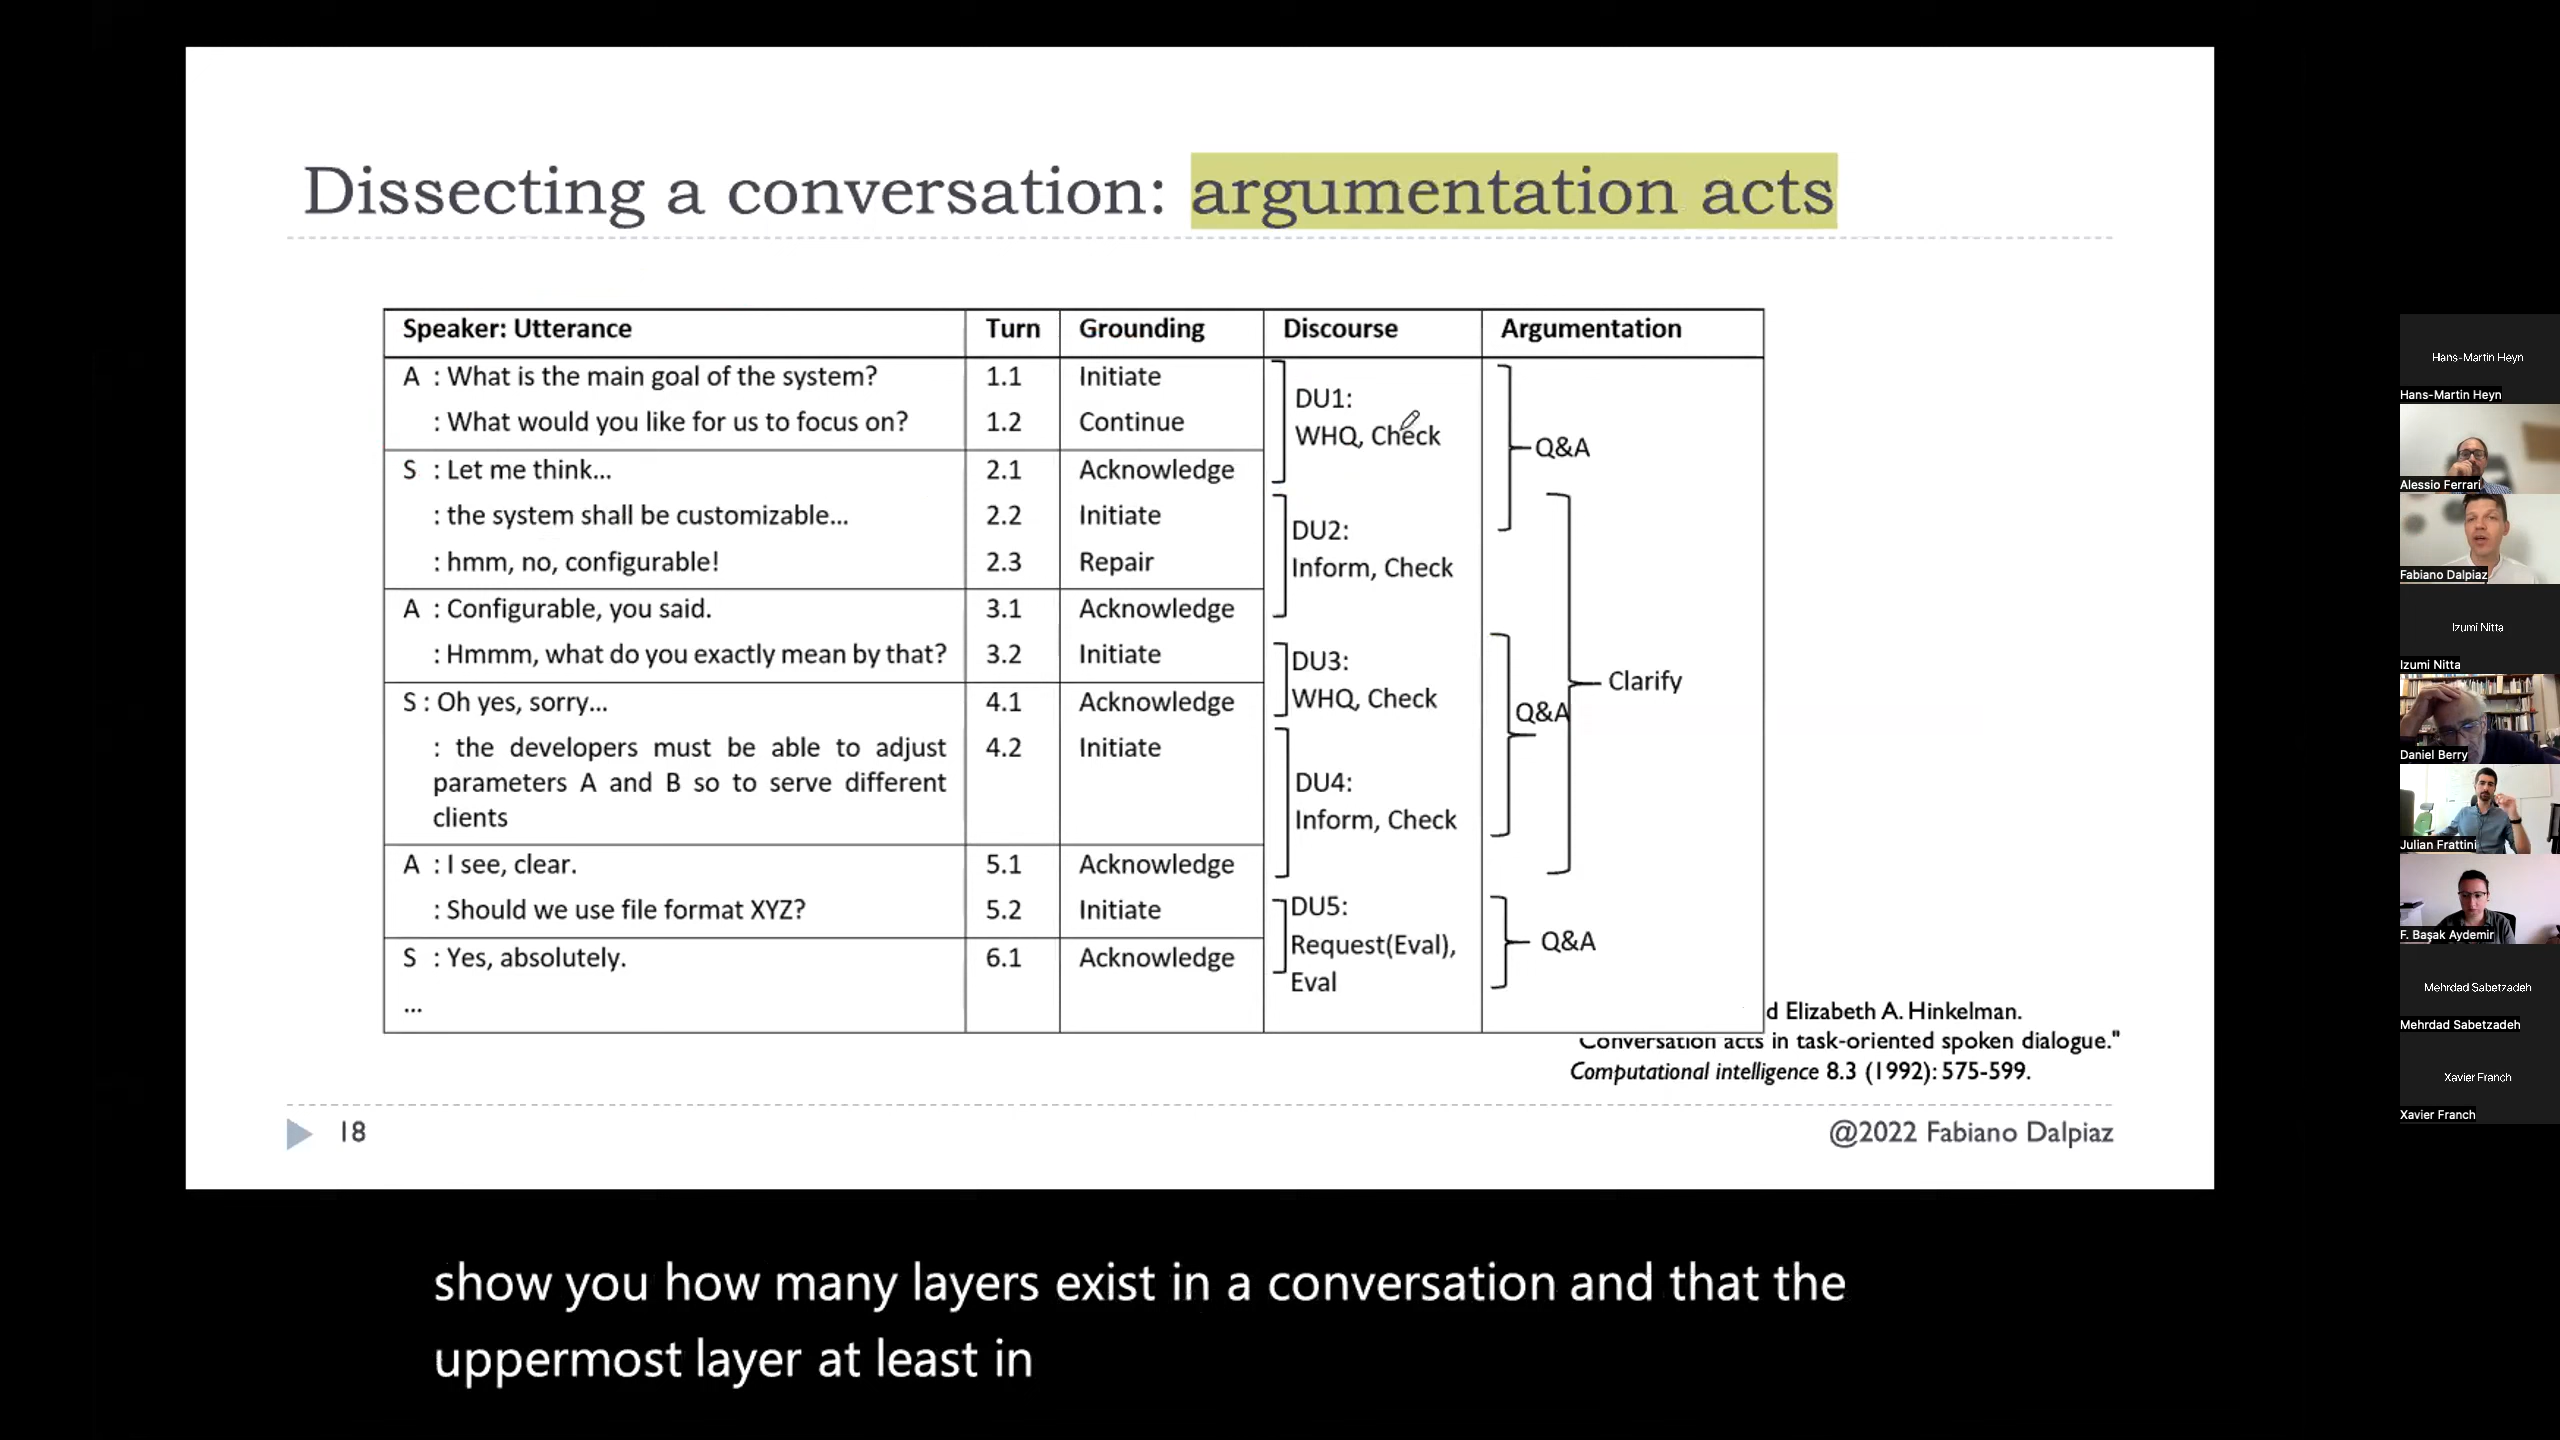 Dissecting a conversation: argumentation acts
Speaker: Utterance Turn Grounding Discourse Argumentation
A : What is the main goal of the system? 1.1 Initiate
: What would you like for us to focus on? 1.2 Continue
DU1:
WHQ, Check
Q&A
S : Let me think... 2.1 Acknowledge
: the system shall be customizable... 2.2 Initiate
: hmm, no, configurable! 2.3 Repair
DU2:
Inform, Check
A : Configurable, you said. 3.1 Acknowledge
: Hmmm, what do you exactly mean by that? 3.2 Initiate
DU3:
WHQ, Check
Clarify
Q&A
S : Oh yes, sorry... 4.1 Acknowledge
: the developers must be able to adjust 4.2 Initiate
parameters A and B so to serve different
clients
DU4:
Inform, Check
A : I see, clear. 5.1 Acknowledge
: Should we use file format XYZ? 5.2 Initiate
DU5:
Request(Eval),
Eval
Q&A
S : Yes, absolutely. 6.1 Acknowledge
...
d Elizabeth A. Hinkelman.
"Conversation acts in task-oriented spoken dialogue."
Computational intelligence 8.3 (1992): 575-599.
18
@2022 Fabiano Dalpiaz
show you how many layers exist in a conversation and that the
uppermost layer at least in
Hans-Martin Heyn
Hans-Martin Heyn
Alessio Ferrari
Fabiano Dalpiaz
Izumi Nitta
Izumi Nitta
Daniel Berry
Julian Frattini
F. Başak Aydemir
Mehrdad Sabetzadeh
Mehrdad Sabetzadeh
Xavier Franch
Xavier Franch